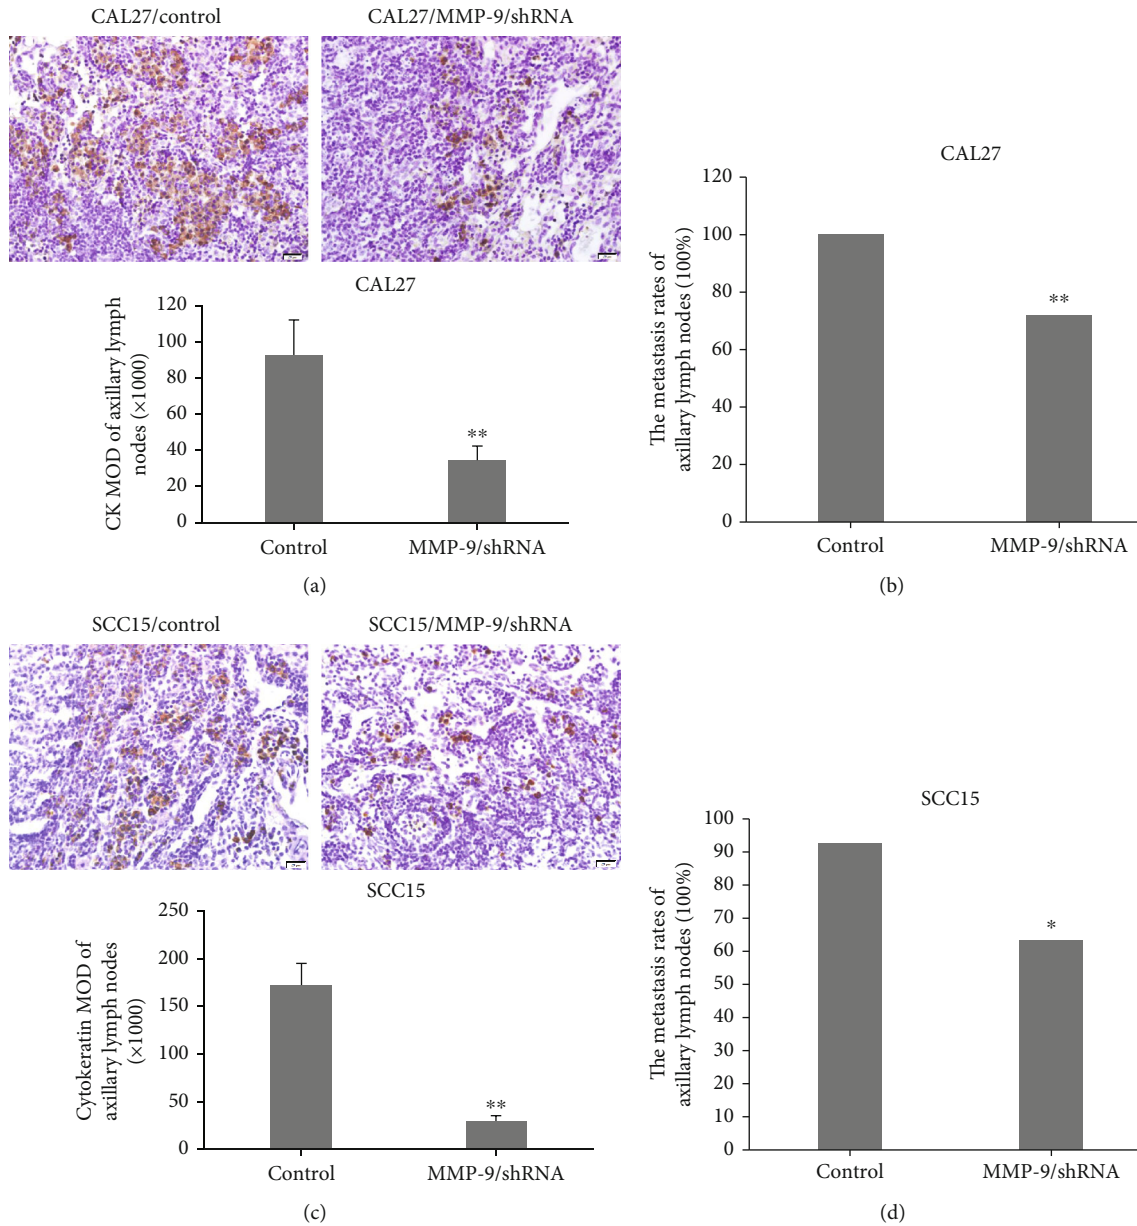 CAL27/control
CAL27/MMP-9/shRNA
CAL27
CK MOD of axillary lymph
nodes (×1000)
120
100
80
60
40
20
0
**
Control
MMP-9/shRNA
(a)
CAL27
The metastasis rates of
axillary lymph nodes (100%)
120
100
80
60
40
20
0
**
Control
MMP-9/shRNA
(b)
SCC15/control
SCC15/MMP-9/shRNA
SCC15
Cytokeratin MOD of
axillary lymph nodes
(×1000)
250
200
150
100
50
0
**
Control
MMP-9/shRNA
(c)
SCC15
The metastasis rates of
axillary lymph nodes (100%)
100
90
80
70
60
50
40
30
20
10
0
*
Control
MMP-9/shRNA
(d)